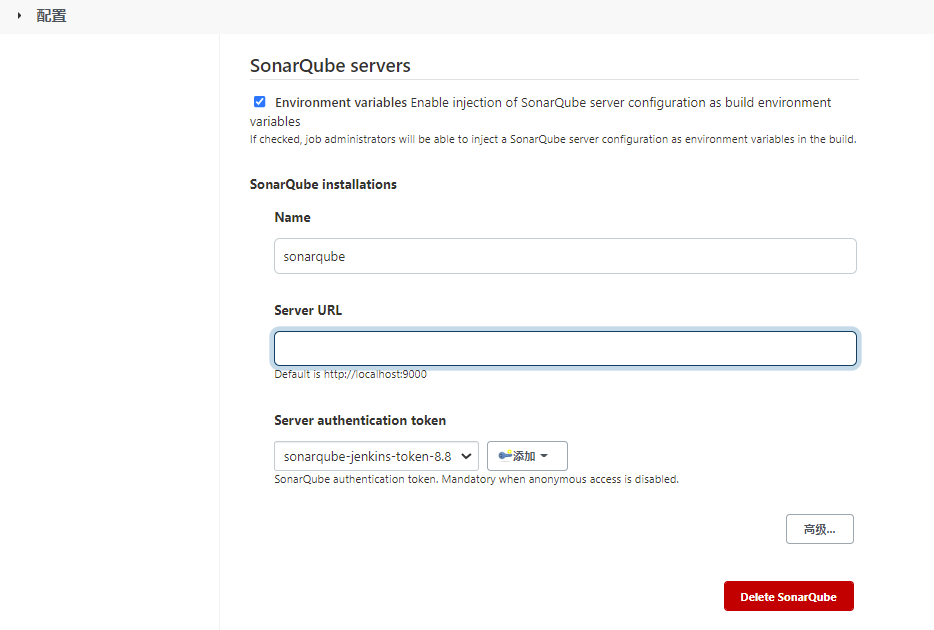 配置
SonarQube servers
Environment variables Enable injection of SonarQube server configuration as build environment
variables
If checked, job administrators will be able to inject a SonarQube server configuration as environment variables in the build.
SonarQube installations
Name
sonarqube
Server URL
Default is http://localhost:9000
Server authentication token
sonarqube-jenkins-token-8.8 添加
SonarQube authentication token. Mandatory when anonymous access is disabled.
高级...
Delete SonarQube